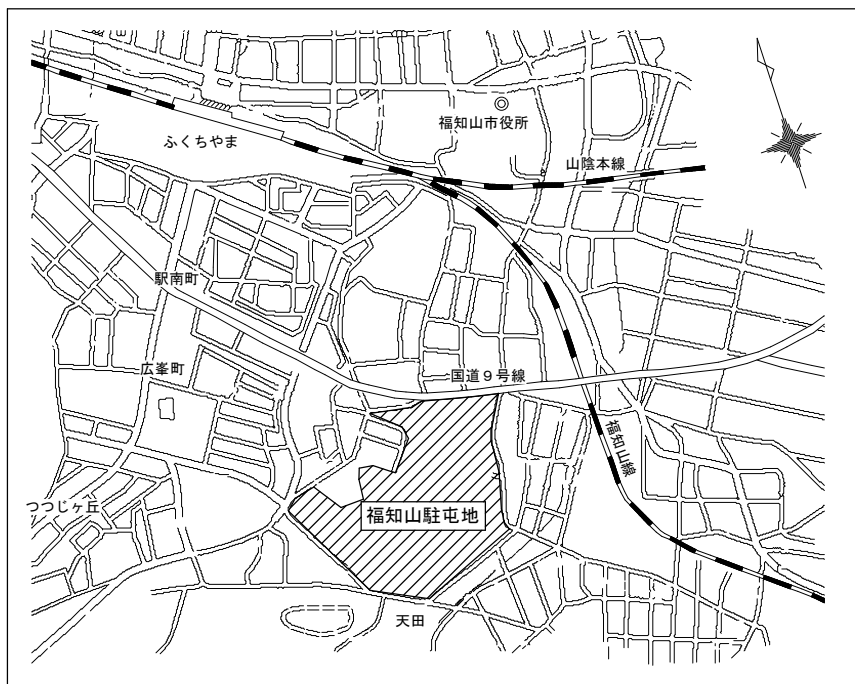 福知山市役所
ふくちやま
山陰本線
駅南町
広峯町
国道9号線
福知山線
つつじヶ丘
福知山駐屯地
天田